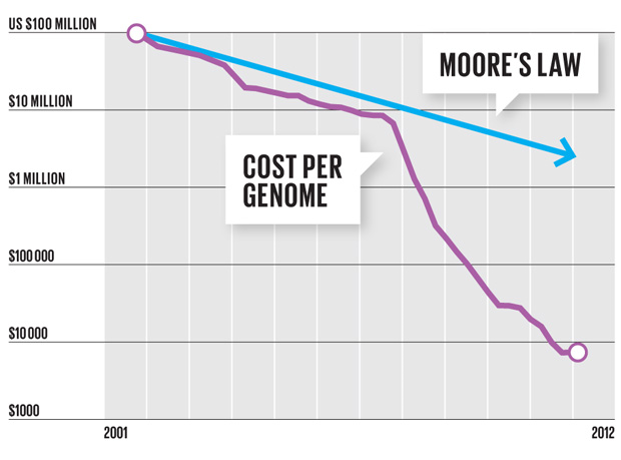 US $100 MILLION
MOORE'S LAW
$10 MILLION
COST PER
GENOME
$1 MILLION
$100 000
$10 000
$1000
2001
2012